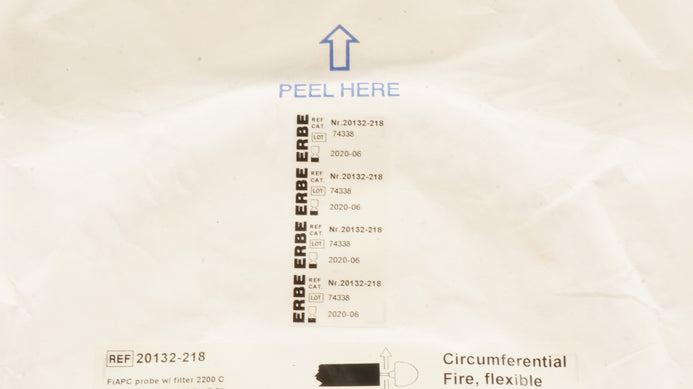 PEEL HERE
ERBE ERBE ERBE ERBE
REF CAT. Nr.20132-218
LOT 74338
2020-06
REF CAT. Nr.20132-218
LOT 74338
2020-06
REF CAT. Nr.20132-218
LOT 74338
2020-06
REF CAT. Nr.20132-218
LOT 74338
2020-06
REF 20132-218
FiAPC probe w/ filter 2200 C
Circumferential
Fire, flexible